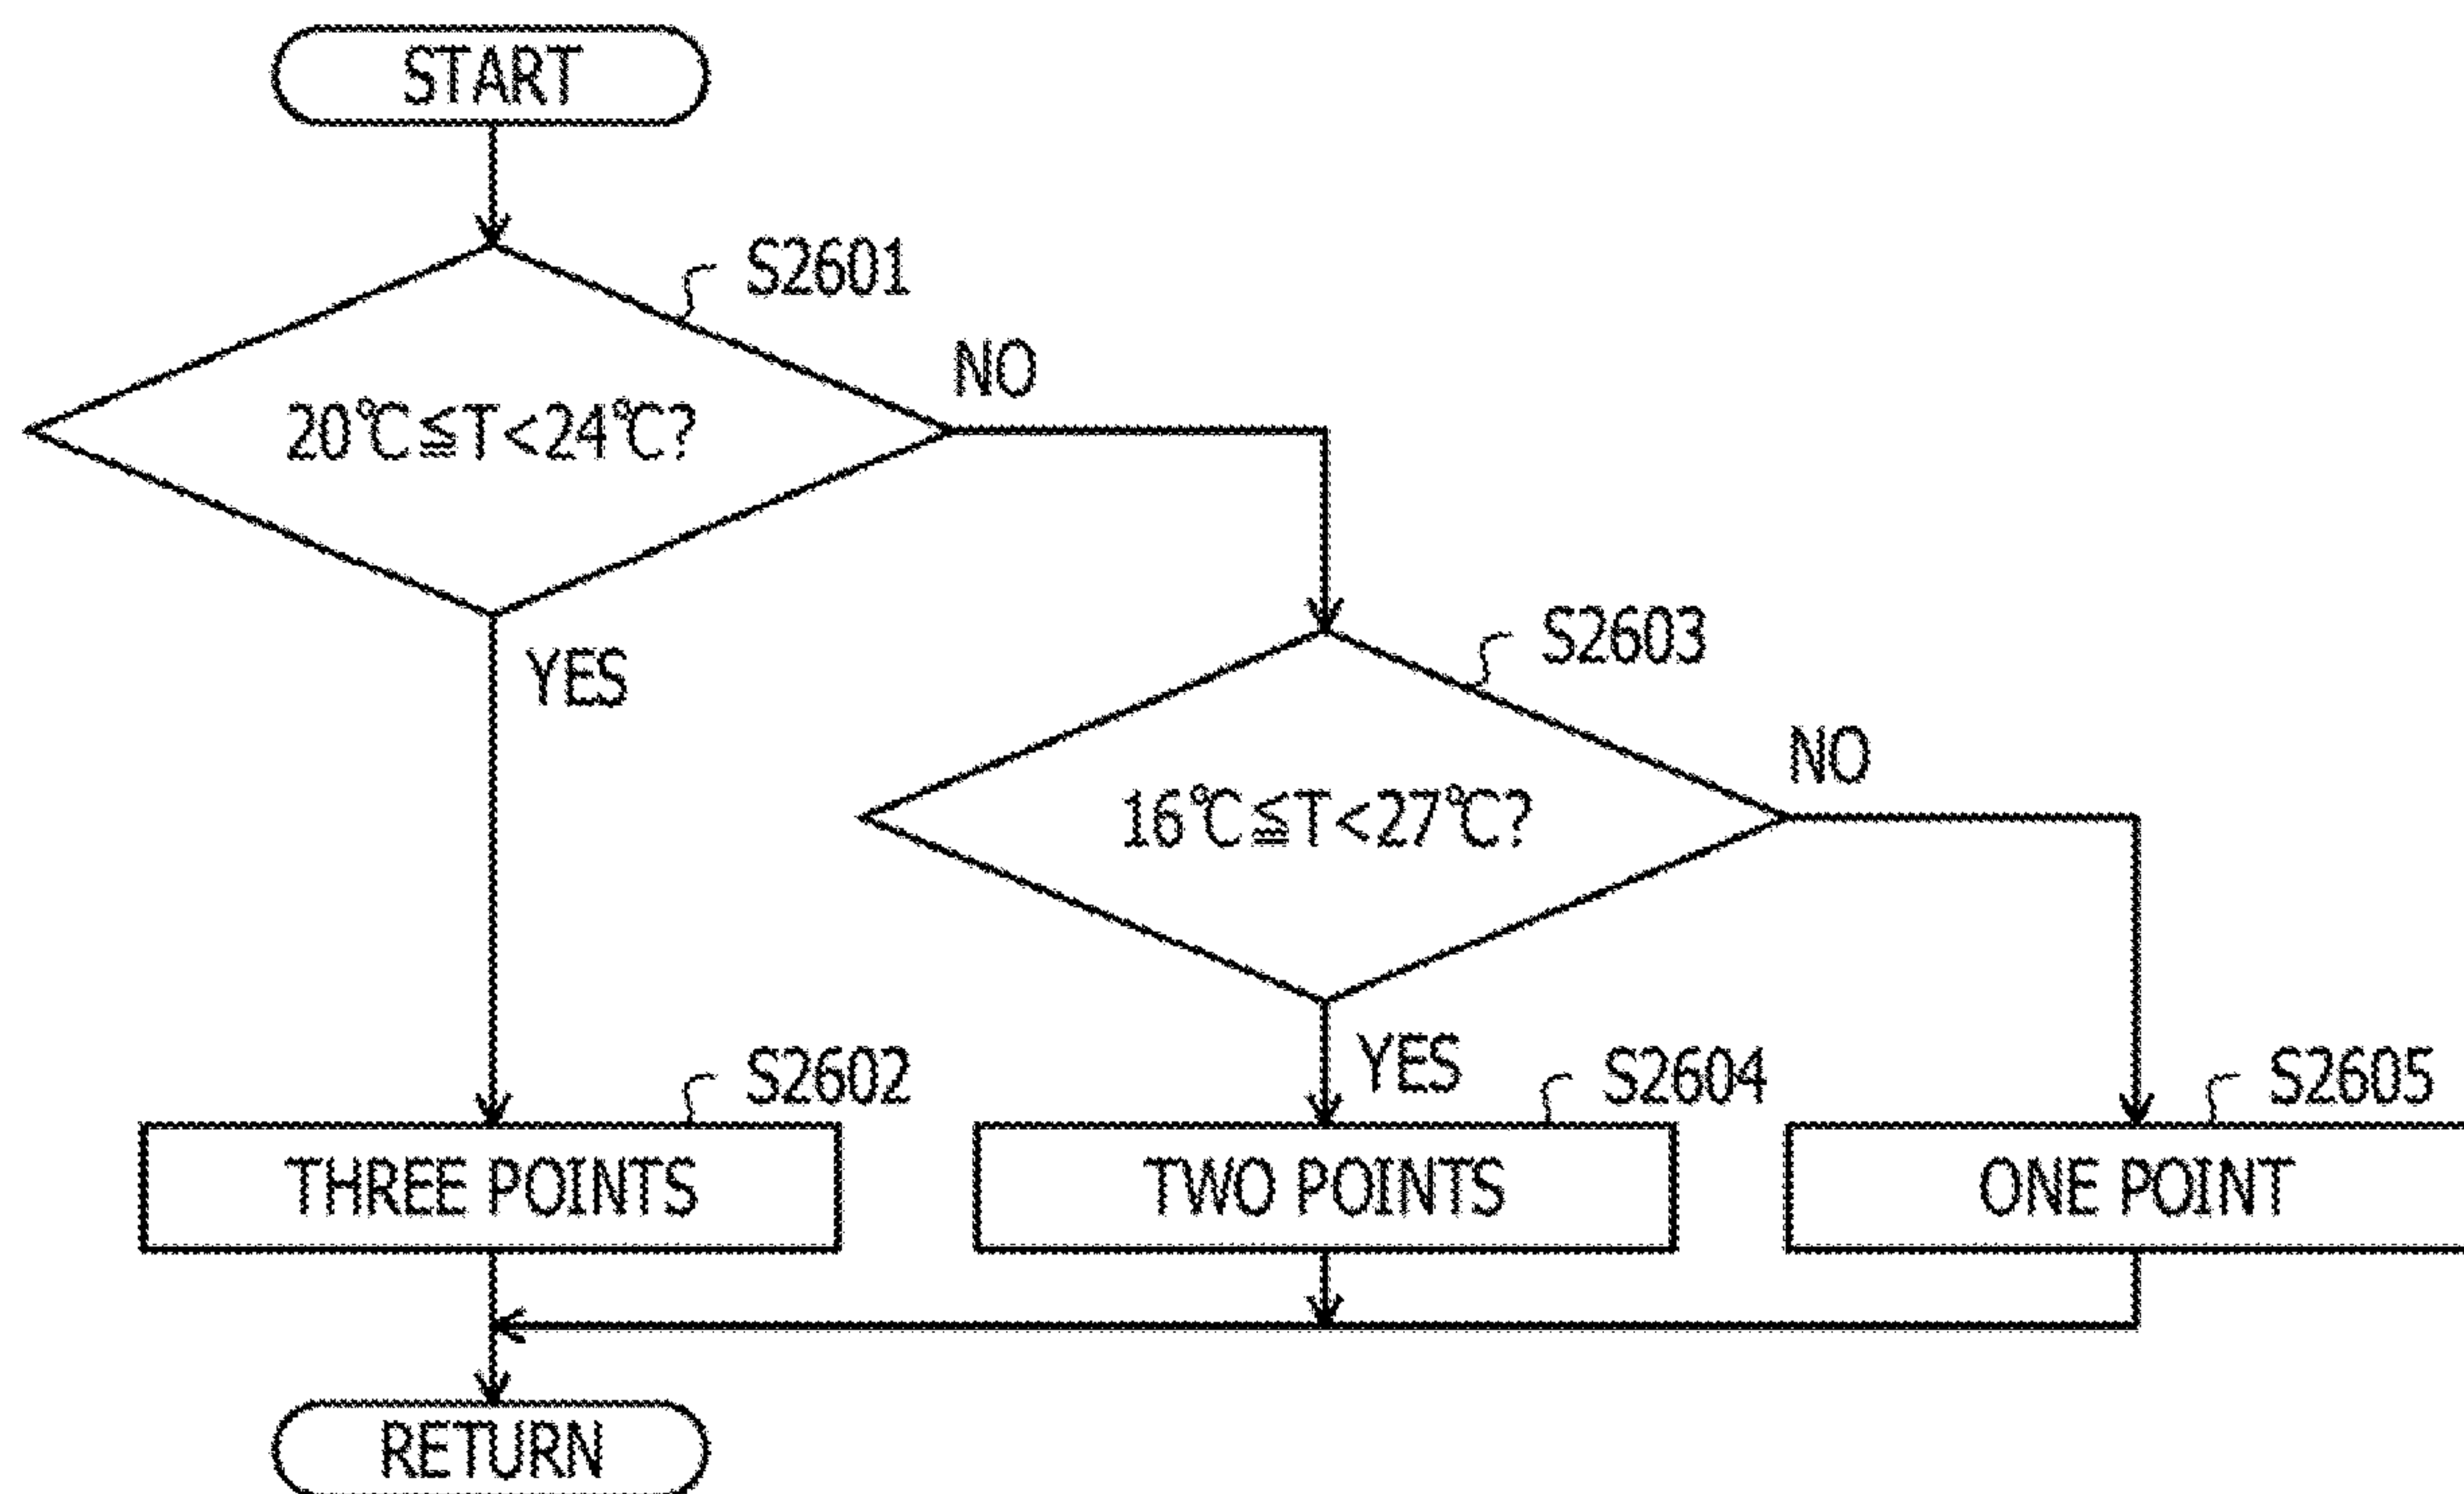 START
S2601
NO
20℃≦T<24℃?
YES
S2603
NO
16℃≦T<27℃?
YES
S2602
S2604
S2605
THREE POINTS
TWO POINTS
ONE POINT
RETURN